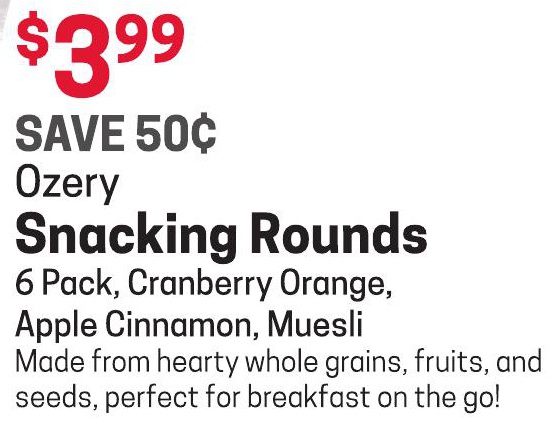 $3.99
SAVE 50¢
Ozery
Snacking Rounds
6 Pack, Cranberry Orange,
Apple Cinnamon, Muesli
Made from hearty whole grains, fruits, and
seeds, perfect for breakfast on the go!